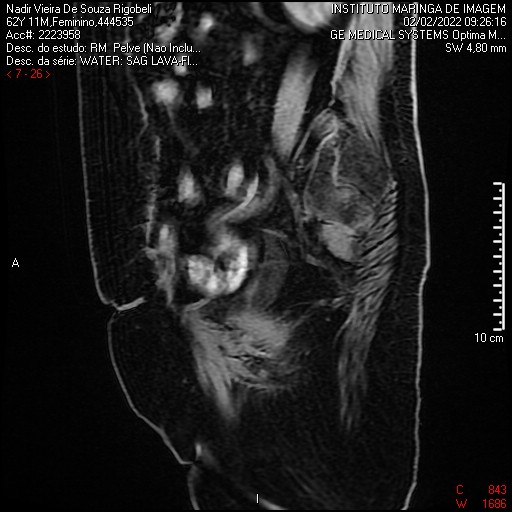 Nadir Vieira De Souza Rigobeli
62Y 11M,Feminino,444535
Acc#: 2223958
Desc. do estudo: RM Pelve (Nao Inclu...
Desc. da série: WATER: SAG LAVA-Fl...
< 7 - 26 >
INSTITUTO MARINGA DE IMAGEM
02/02/2022 09:26:16
GE MEDICAL SYSTEMS Optima M...
SW 4,80 mm
A
10 cm
I
C 843
W 1686